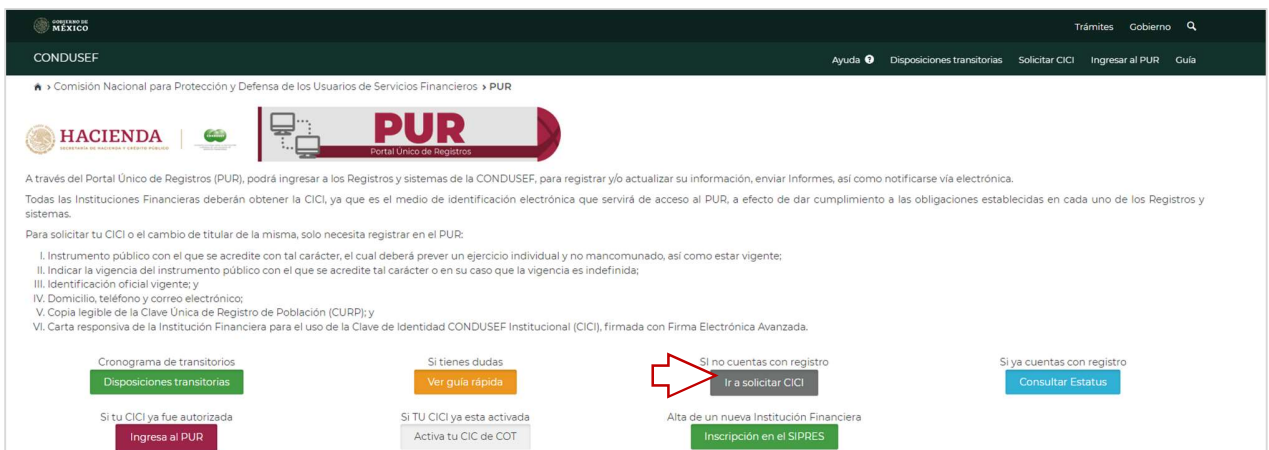 GOBIERNO DE
MÉXICO
Trámites Gobierno
CONDUSEF
Ayuda Disposiciones transitorias Solicitar CICI Ingresar al PUR Guía
> Comisión Nacional para Protección y Defensa de los Usuarios de Servicios Financieros > PUR
HACIENDA
SECRETARÍA DE HACIENDA Y CRÉDITO PÚBLICO
PUR
Portal Único de Registros
A través del Portal Único de Registros (PUR), podrá ingresar a los Registros y sistemas de la CONDUSEF, para registrar y/o actualizar su información, enviar Informes, así como notificarse vía electrónica.
Todas las Instituciones Financieras deberán obtener la CICI, ya que es el medio de identificación electrónica que servirá de acceso al PUR, a efecto de dar cumplimiento a las obligaciones establecidas en cada uno de los Registros y
sistemas.
Para solicitar tu CICI o el cambio de titular de la misma, solo necesita registrar en el PUR:
I. Instrumento público con el que se acredite con tal carácter, el cual deberá prever un ejercicio individual y no mancomunado, así como estar vigente;
II. Indicar la vigencia del instrumento público con el que se acredite tal carácter o en su caso que la vigencia es indefinida;
III. Identificación oficial vigente; y
IV. Domicilio, teléfono y correo electrónico;
V. Copia legible de la Clave Única de Registro de Población (CURP); y
VI. Carta responsiva de la Institución Financiera para el uso de la Clave de Identidad CONDUSEF Institucional (CICI), firmada con Firma Electrónica Avanzada.
Cronograma de transitorios
Disposiciones transitorias
Si tienes dudas
Ver guía rápida
SI no cuentas con registro
Ir a solicitar CICI
Si ya cuentas con registro
Consultar Estatus
Si tu CICI ya fue autorizada
Ingresa al PUR
Si TU CICI ya esta activada
Activa tu CIC de COT
Alta de un nueva Institución Financiera
Inscripción en el SIPRES